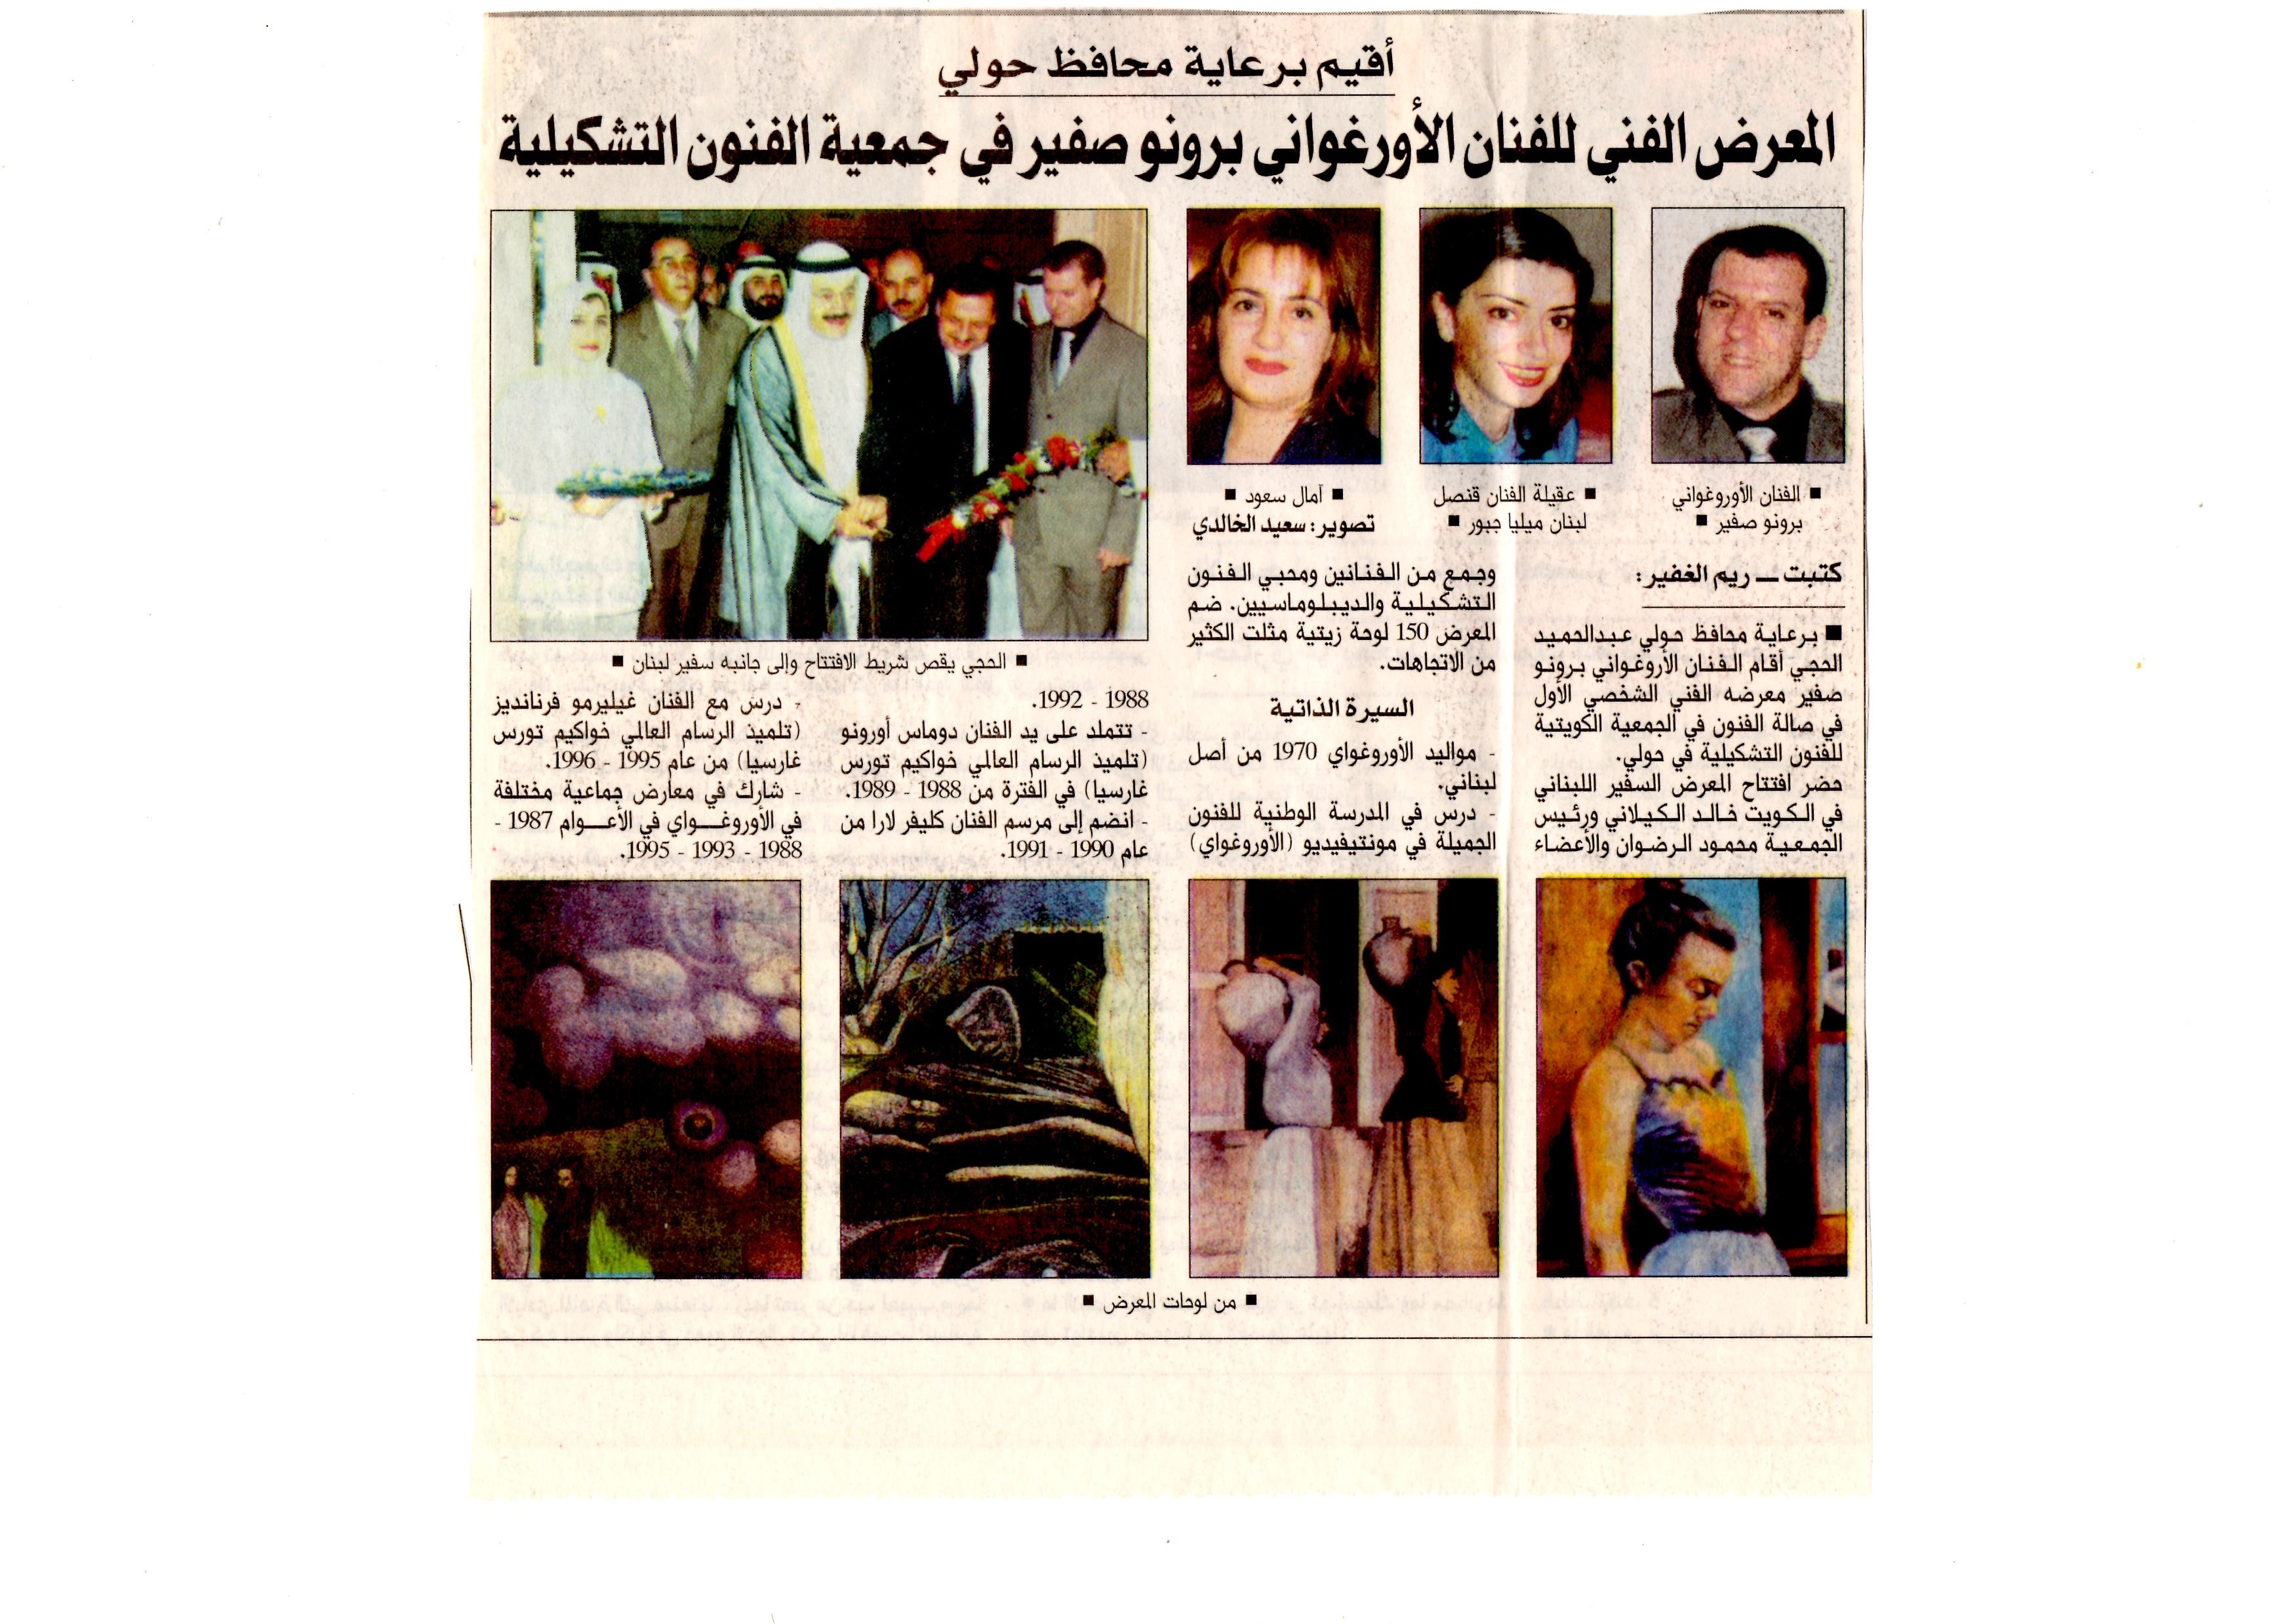 أقيم برعاية محافظ حولي
المعرض الفني للفنان الأورغواني برونو صفير في جمعية الفنون التشكيلية
■ الفنان الأوروغواني
برونو صفير ■
■ عقيلة الفنان قنصل
لبنان ميليا جبور ■
■ آمال سعود ■
تصوير: سعيد الخالدي
■ الحجي يقص شريط الافتتاح وإلى جانبه سفير لبنان ■
كتبت ــ ريم الغفير:
■ برعاية محافظ حولي عبدالحميد
الحجي أقام الفنان الأروغواني برونو
صفير معرضه الفني الشخصي الأول
في صالة الفنون في الجمعية الكويتية
للفنون التشكيلية في حولي.
حضر افتتاح المعرض السفير اللبناني
في الكويت خالد الكيلاني ورئيس
الجمعية محمود الرضوان والأعضاء
وجمع من الفنانين ومحبي الفنون
التشكيلية والديبلوماسيين. ضم
المعرض 150 لوحة زيتية مثلت الكثير
من الاتجاهات.
السيرة الذاتية
- مواليد الأوروغواي 1970 من أصل
لبناني.
- درس في المدرسة الوطنية للفنون
الجميلة في مونتيفيديو (الأوروغواي)
1988 - 1992.
- تتملد على يد الفنان دوماس أورونو
(تلميذ الرسام العالمي خواكيم تورس
غارسيا) في الفترة من 1988 - 1989.
- انضم إلى مرسم الفنان كليفر لارا من
عام 1990 - 1991.
- درس مع الفنان غيليرمو فرنانديز
(تلميذ الرسام العالمي خواكيم تورس
غارسيا) من عام 1995 - 1996.
- شارك في معارض جماعية مختلفة
في الأوروغـواي في الأعـوام 1987 -
1988 - 1993 - 1995.
■ من لوحات المعرض ■